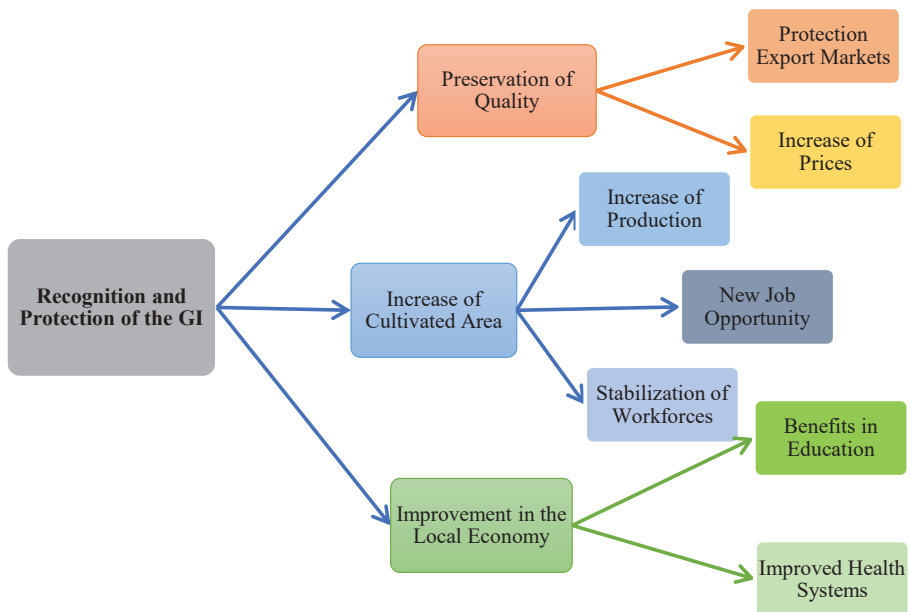 Protection
Export Markets
Preservation of
Quality
Increase of
Prices
Increase of
Production
Recognition and
Protection of the GI
Increase of
Cultivated Area
New Job
Opportunity
Stabilization of
Workforces
Benefits in
Education
Improvement in the
Local Economy
Improved Health
Systems